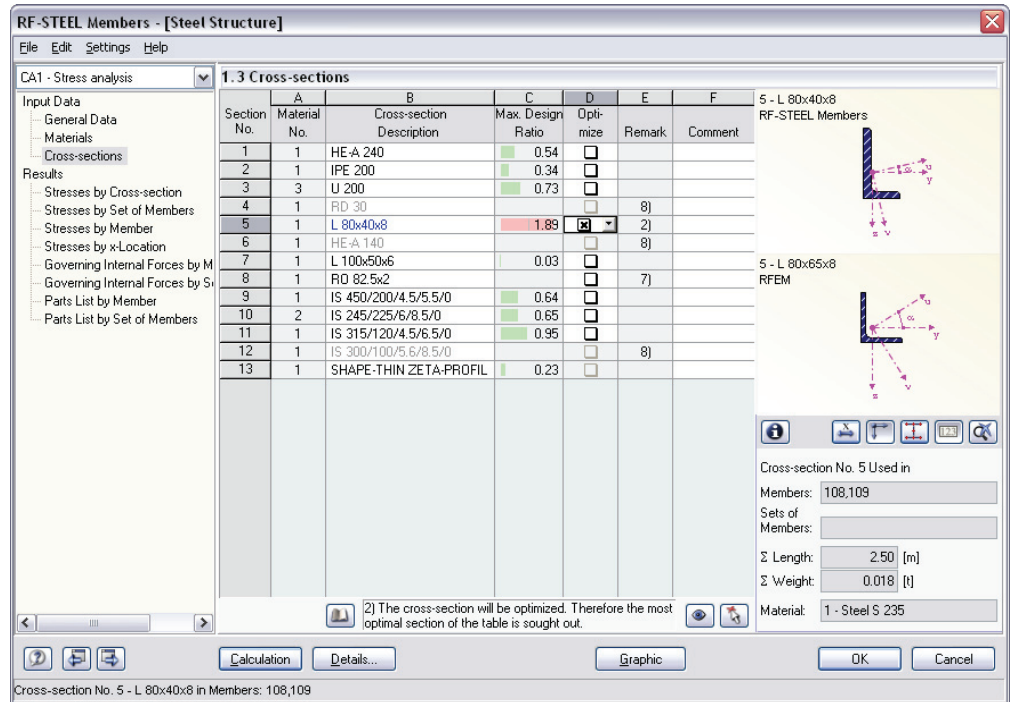 RF-STEEL Members - [Steel Structure]
File Edit Settings Help
CA1 - Stress analysis
Input Data
General Data
Materials
Cross-sections
Results
Stresses by Cross-section
Stresses by Set of Members
Stresses by Member
Stresses by x-Location
Governing Internal Forces by M
Governing Internal Forces by S
Parts List by Member
Parts List by Set of Members
1.3 Cross-sections
A B C D E F
Section Material Cross-section Max. Design Opti-
No. No. Description Ratio mize Remark Comment
1 1 HE-A 240 0.54
2 1 IPE 200 0.34
3 3 U 200 0.73
4 1 RD 30 8)
5 1 L 80x40x8 1.89 2)
6 1 HE-A 140 8)
7 1 L 100x50x6 0.03
8 1 RO 82.5x2 7)
9 1 IS 450/200/4.5/5.5/0 0.64
10 2 IS 245/225/6/8.5/0 0.65
11 1 IS 315/120/4.5/6.5/0 0.95
12 1 IS 300/100/5.6/8.5/0 8)
13 1 SHAPE-THIN ZETA-PROFIL 0.23
2) The cross-section will be optimized. Therefore the most
optimal section of the table is sought out.
5 - L 80x40x8
RF-STEEL Members
u
α
y
z v
5 - L 80x65x8
RFEM
u
α
y
v
z
Cross-section No. 5 Used in
Members: 108,109
Sets of
Members:
Σ Length: 2.50 [m]
Σ Weight: 0.018 [t]
Material: 1 - Steel S 235
Calculation Details... Graphic OK Cancel
Cross-section No. 5 - L 80x40x8 in Members: 108,109